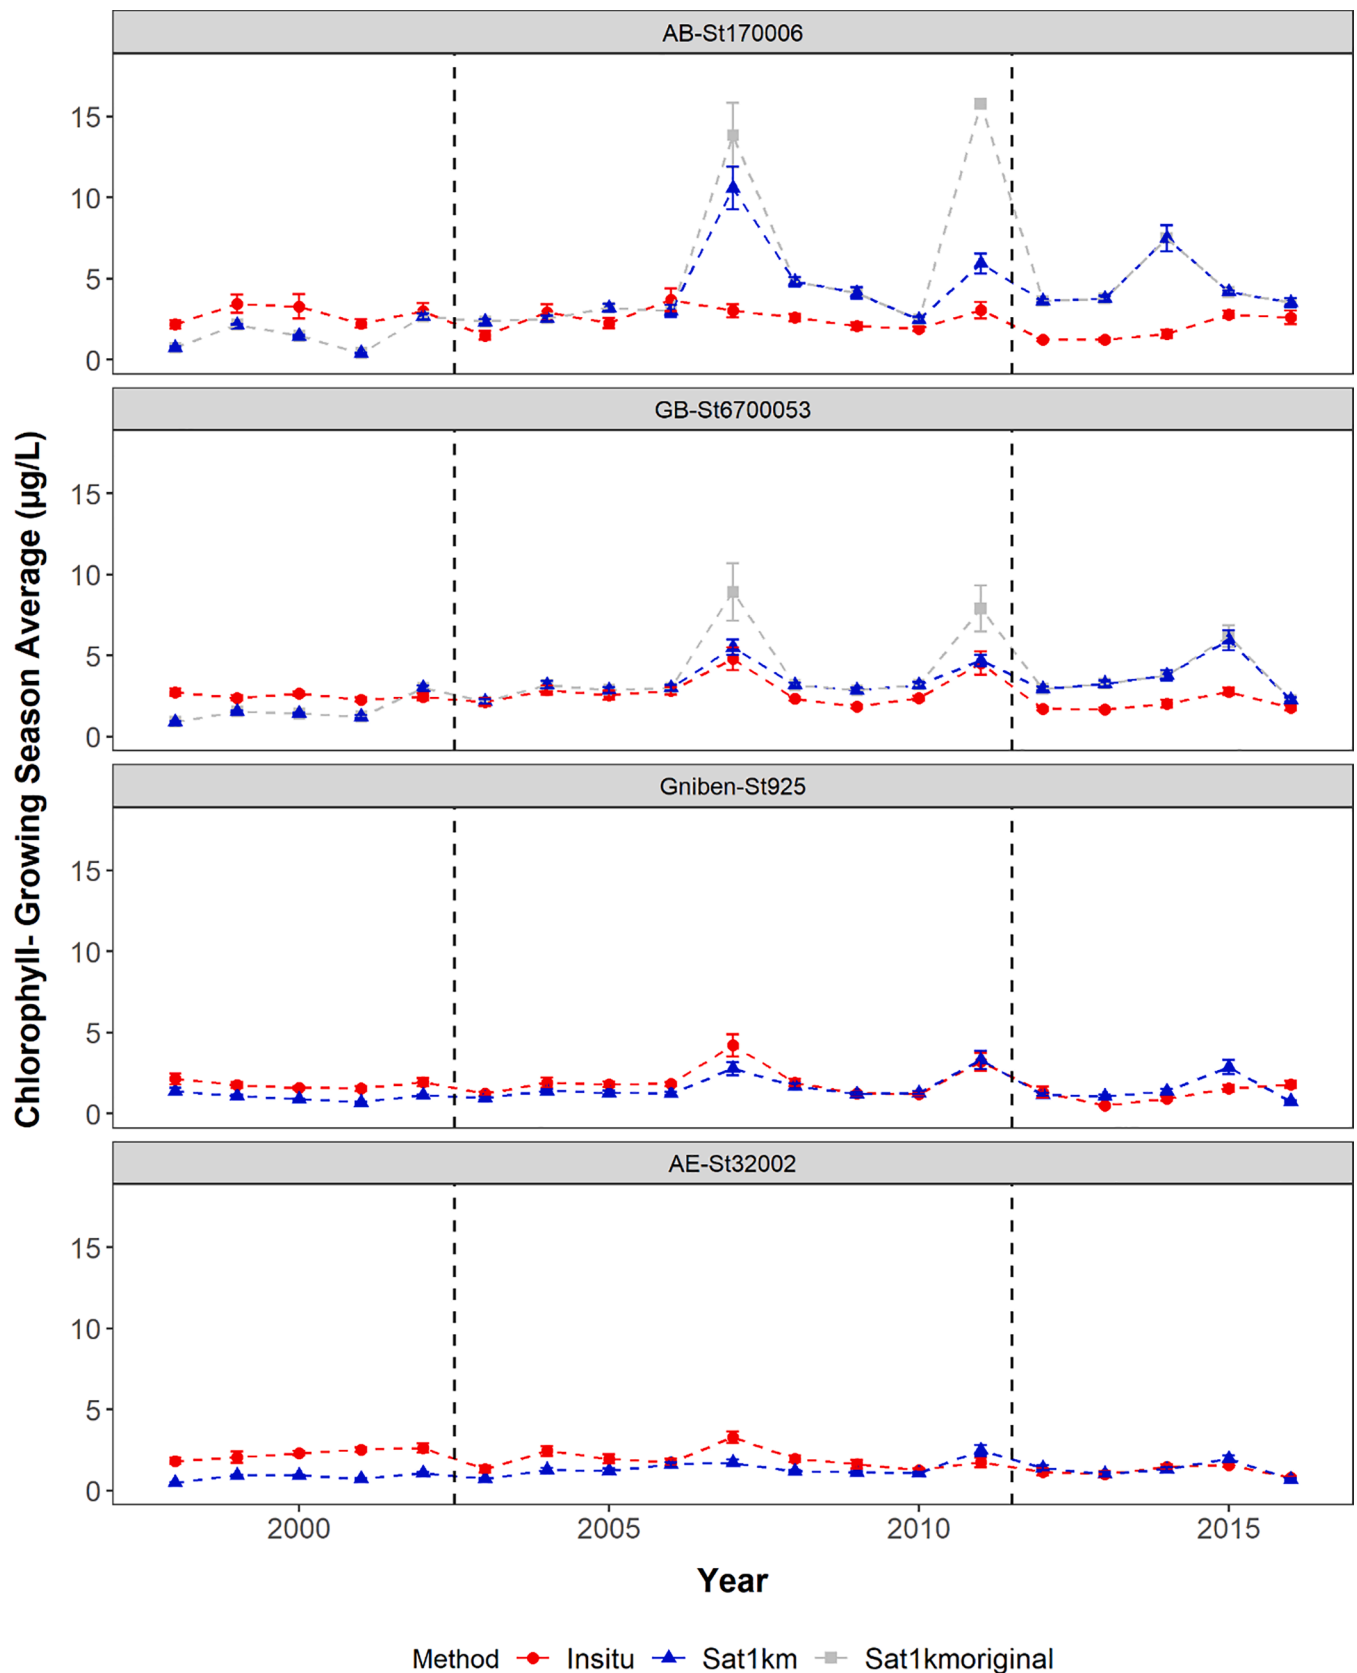 AB-St170006
15
10
5
0
GB-St6700053
15
10
5
0
Gniben-St925
15
10
5
0
AE-St32002
15
10
5
0
Chlorophyll- Growing Season Average (µg/L)
2000 2005 2010 2015
Year
Method Insitu Sat1km Sat1kmoriginal